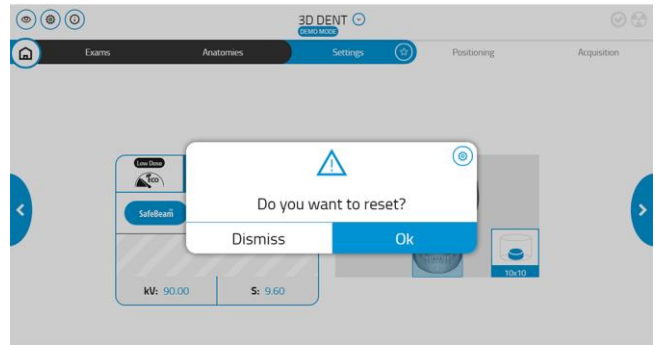 3D DENT
DEMO MODE
Exams
Anatomies
Settings
Positioning
Acquisition
Low Dose
ECO
SafeBeam™
Do you want to reset?
Dismiss
Ok
10x10
kV: 90.00
S: 9.60